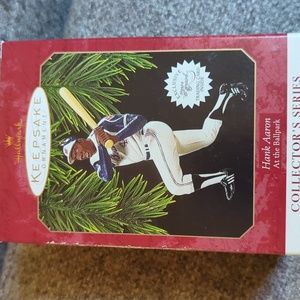 Hallmark
KEEPSAKE
ORNAMENT
Hank Aaron
At the Ballpark
COLLECTOR'S SERIES